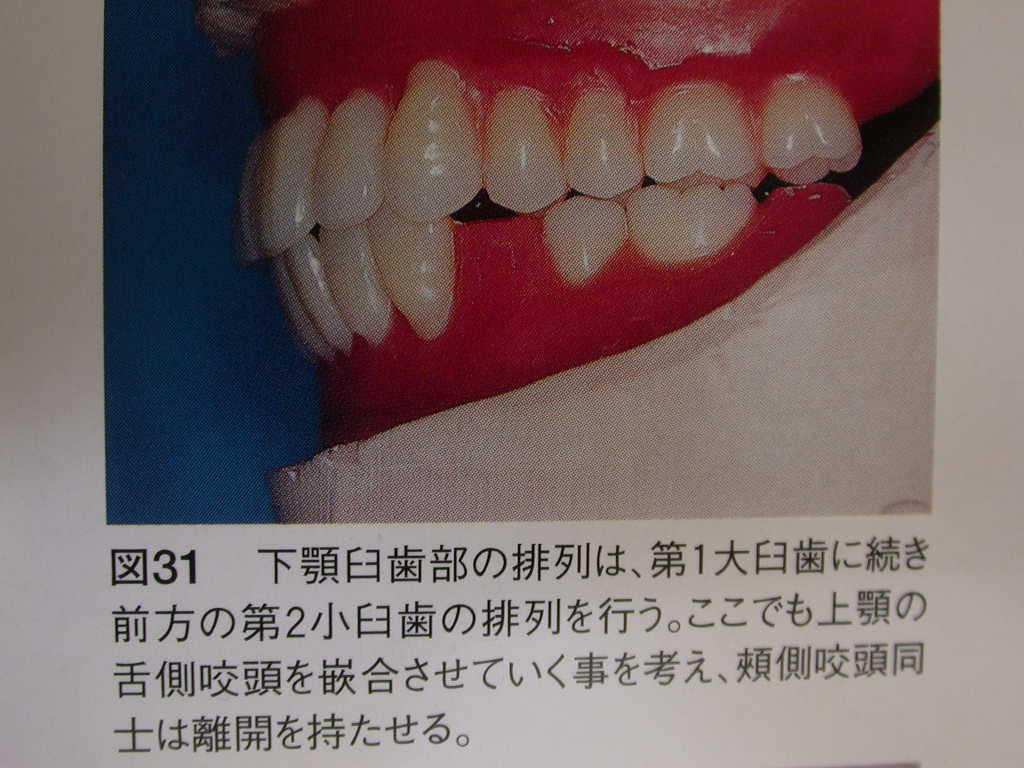 図31　下顎臼歯部の排列は、第1大臼歯に続き
前方の第2小臼歯の排列を行う。ここでも上顎の
舌側咬頭を嵌合させていく事を考え、頰側咬頭同
士は離開を持たせる。